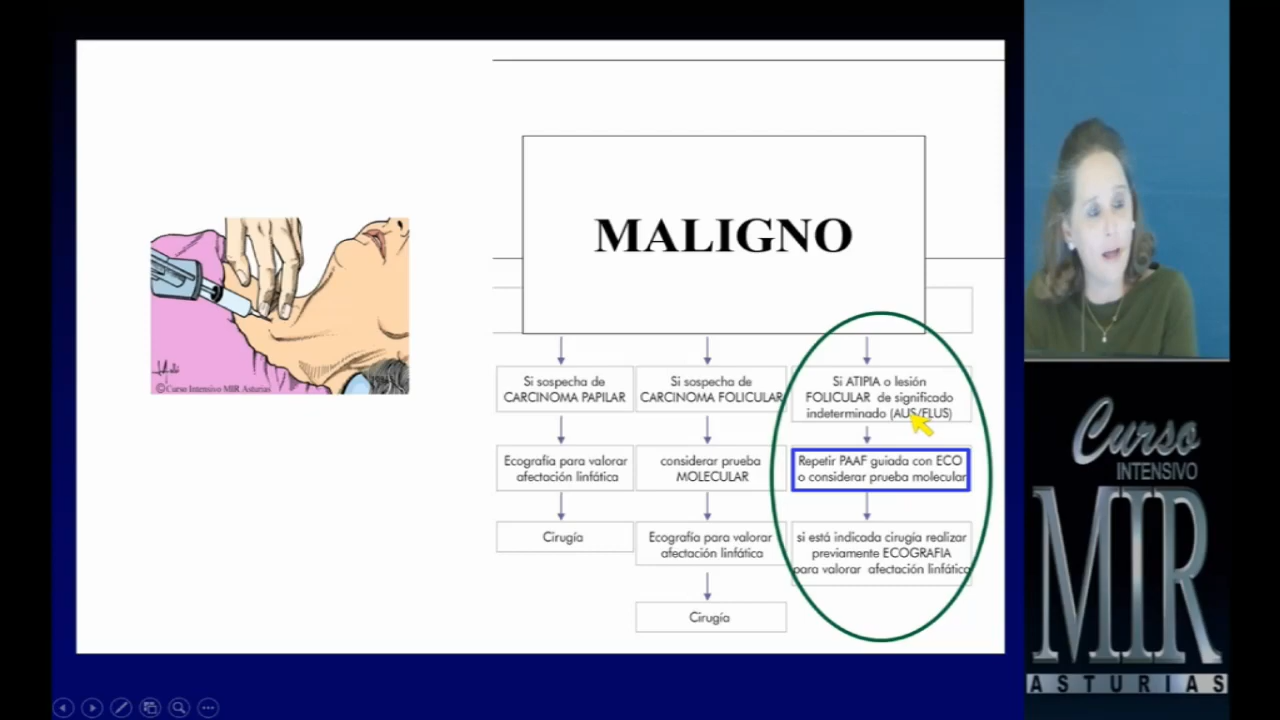 MALIGNO
Si sospecha de
CARCINOMA PAPILAR
Si sospecha de
CARCINOMA FOLICULAR
Si ATIPIA o lesión
FOLICULAR de significado
indeterminado (AUS/FLUS)
Ecografía para valorar
afectación linfática
considerar prueba
MOLECULAR
Repetir PAAF guiada con ECO
o considerar prueba molecular
Cirugía
Ecografía para valorar
afectación linfática
si está indicada cirugía realizar
previamente ECOGRAFIA
para valorar afectación linfática
Cirugía
©Curso Intensivo MIR Asturias
Curso
INTENSIVO
MIR
ASTURIAS